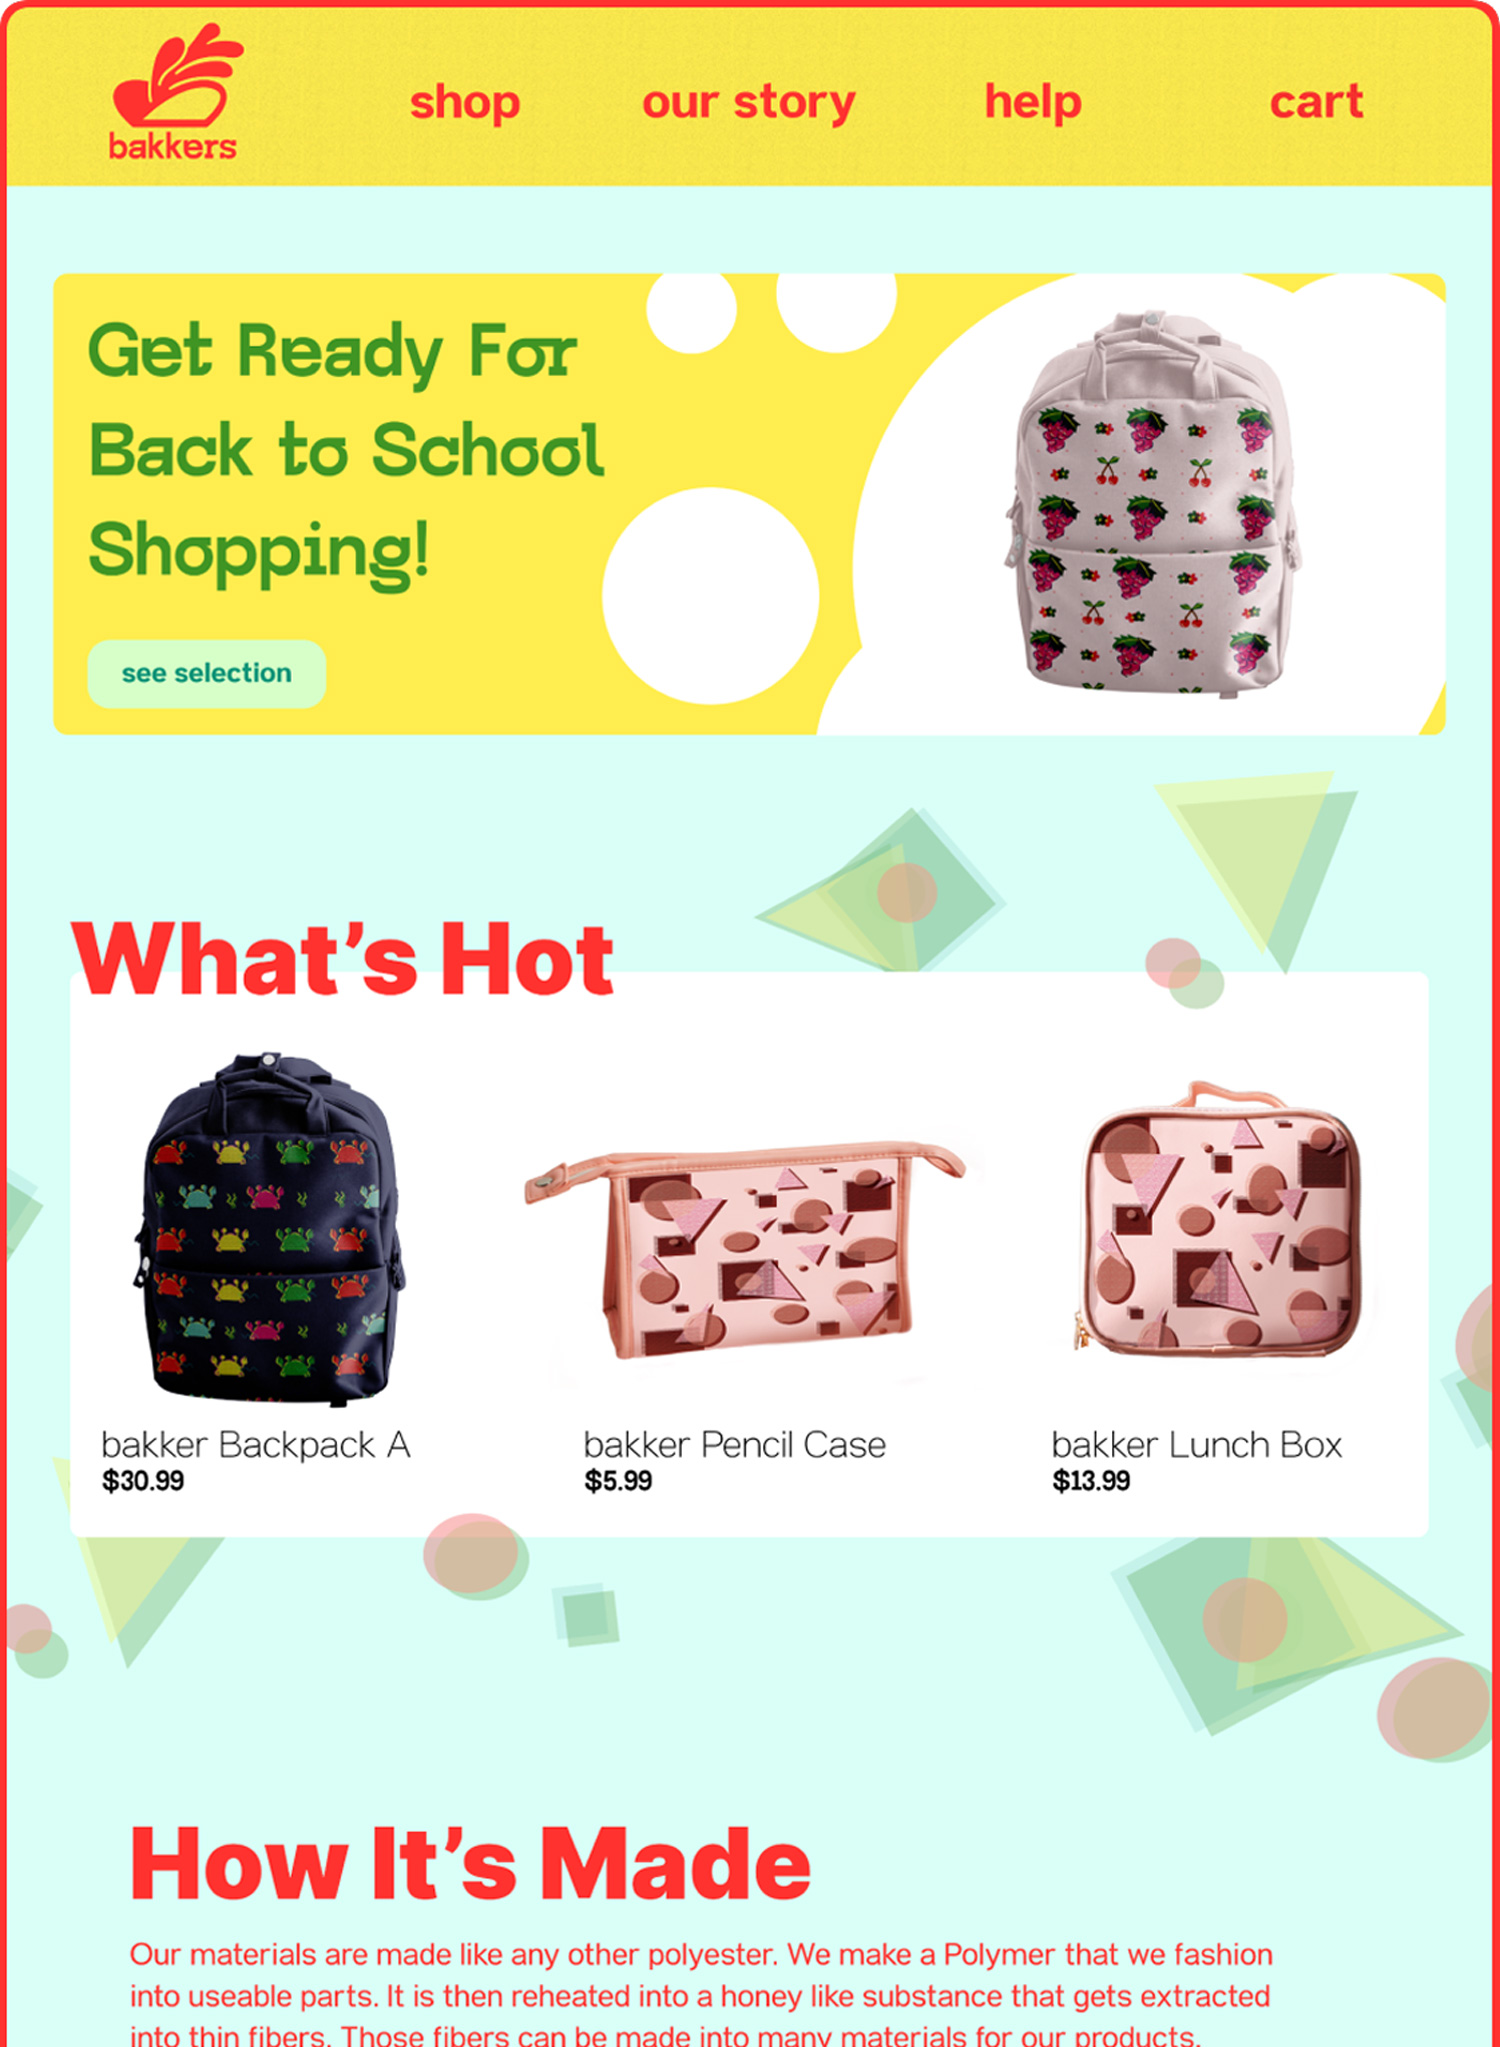 bakkers
shop our story help cart
Get Ready For
Back to School
Shopping!
see selection
What's Hot
bakker Backpack A
$30.99
bakker Pencil Case
$5.99
bakker Lunch Box
$13.99
How It's Made
Our materials are made like any other polyester. We make a Polymer that we fashion
into useable parts. It is then reheated into a honey like substance that gets extracted
into thin fibers. Those fibers can be made into many materials for our products.